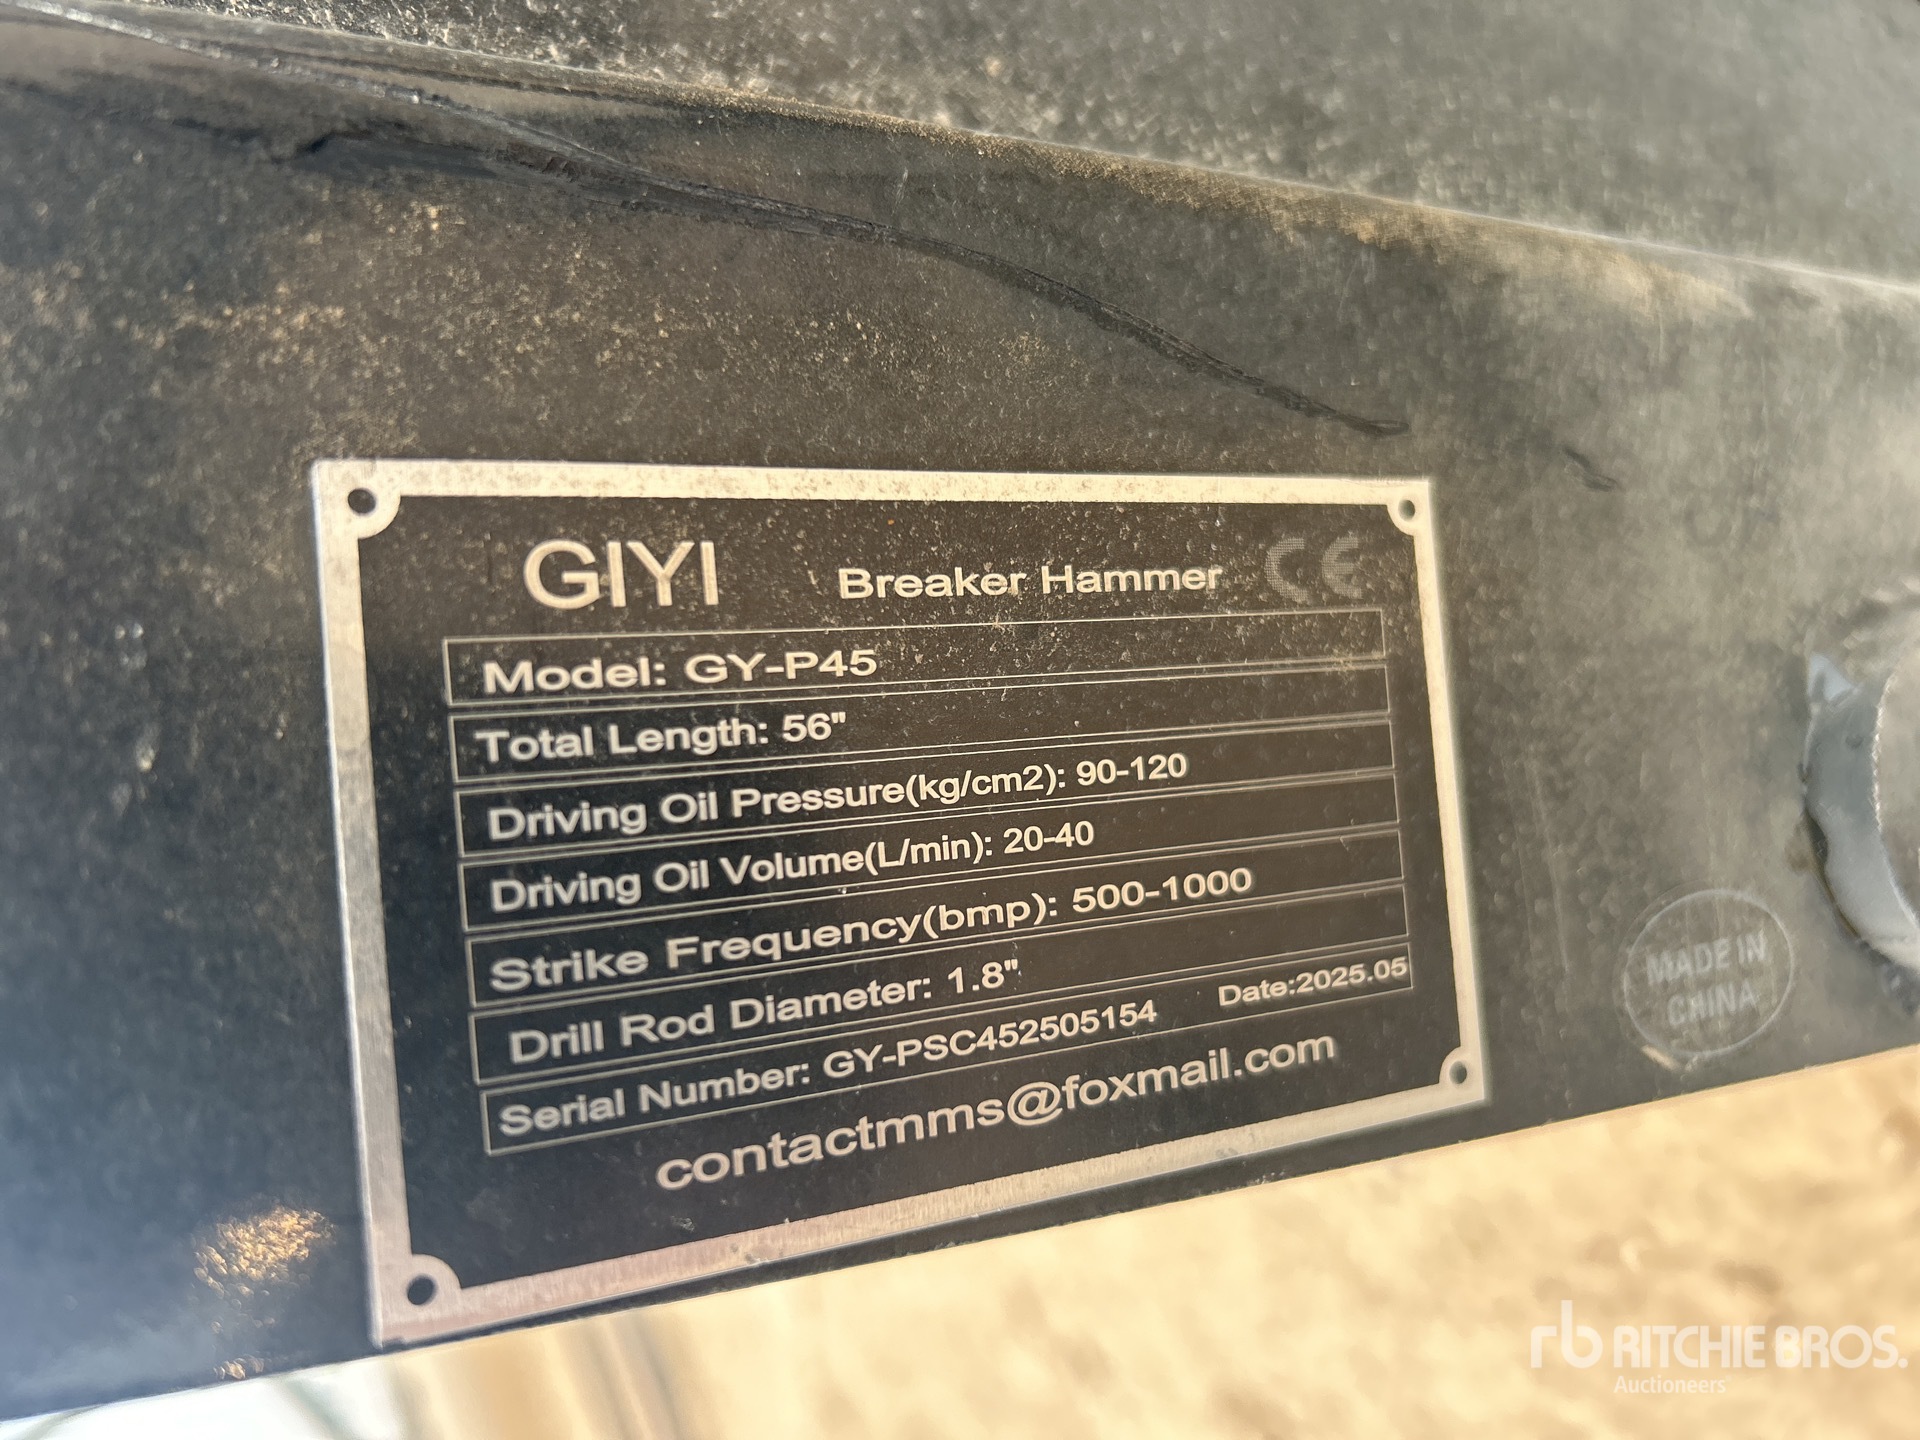 GIYI Breaker Hammer CE
Model: GY-P45
Total Length: 56"
Driving Oil Pressure(kg/cm2): 90-120
Driving Oil Volume(L/min): 20-40
Strike Frequency(bmp): 500-1000
Drill Rod Diameter: 1.8"
Serial Number: GY-PSC452505154 Date:2025.05
contactmms@foxmail.com
MADE IN
CHINA
rb RITCHIE BROS.
Auctioneers